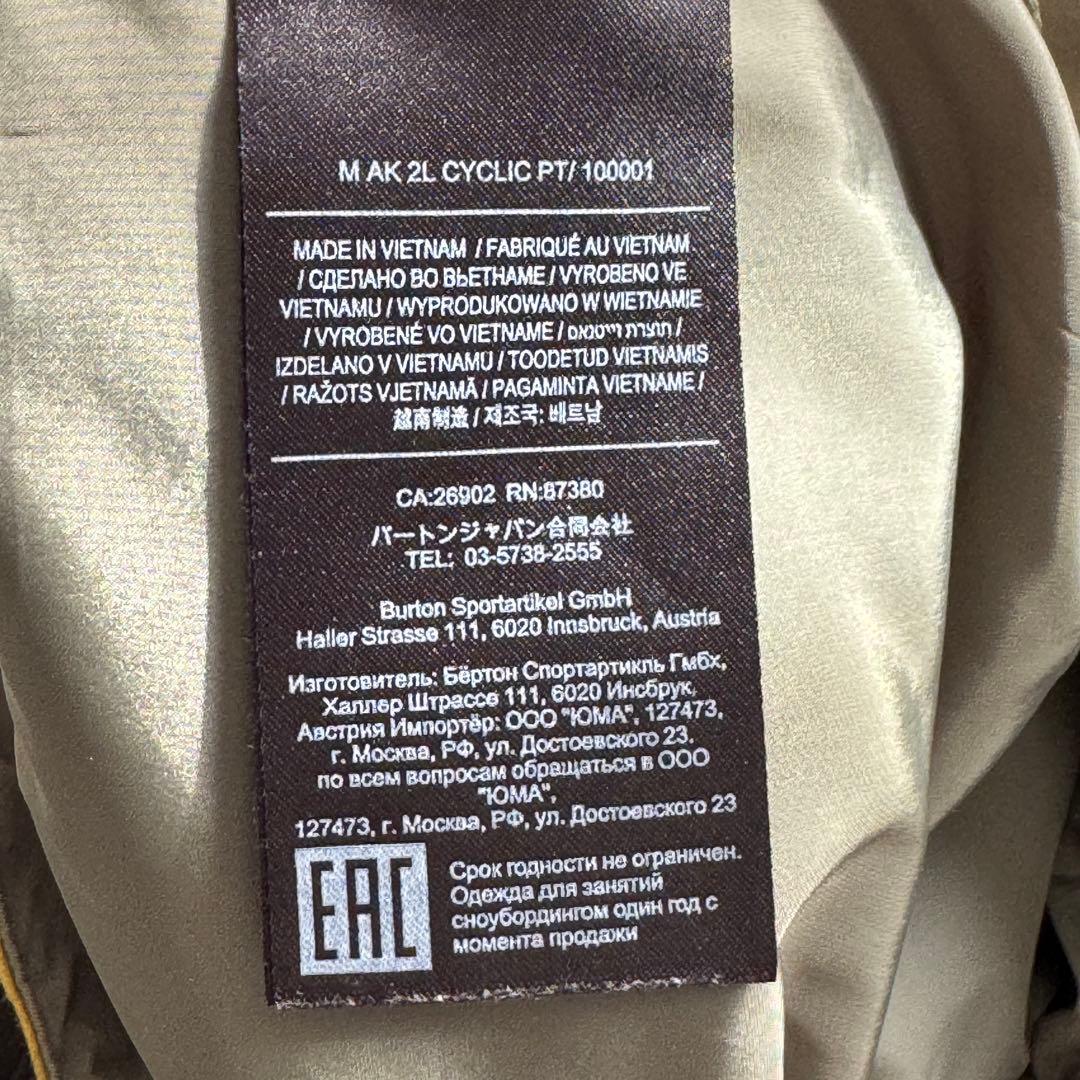 M AK 2L CYCLIC PT/ 100001
MADE IN VIETNAM / FABRIQUÉ AU VIETNAM
/ СДЕЛАНО ВО ВЬЕТНАМЕ / VYROBENO VE
VIETNAMU / WYPRODUKOWANO W WIETNAMIE
/ VYROBENÉ VO VIETNAME / תוצרת וייטנאם /
IZDELANO V VIETNAMU / TOODETUD VIETNAMIS
/ RAŽOTS VJETNAMĀ / PAGAMINTA VIETNAME /
越南制造 / 제조국: 베트남
CA:26902 RN:87380
バートンジャパン合同会社
TEL: 03-5738-2555
Burton Sportartikel GmbH
Haller Strasse 111, 6020 Innsbruck, Austria
Изготовитель: Бёртон Спортартикль Гмбх,
Халлер Штрассе 111, 6020 Инсбрук,
Австрия Импортёр: ООО "ЮМА", 127473,
г. Москва, РФ, ул. Достоевского 23.
по всем вопросам обращаться в ООО
"ЮМА",
127473, г. Москва, РФ, ул. Достоевского 23
EAC
Срок годности не ограничен.
Одежда для занятий
сноубордингом один год с
момента продажи